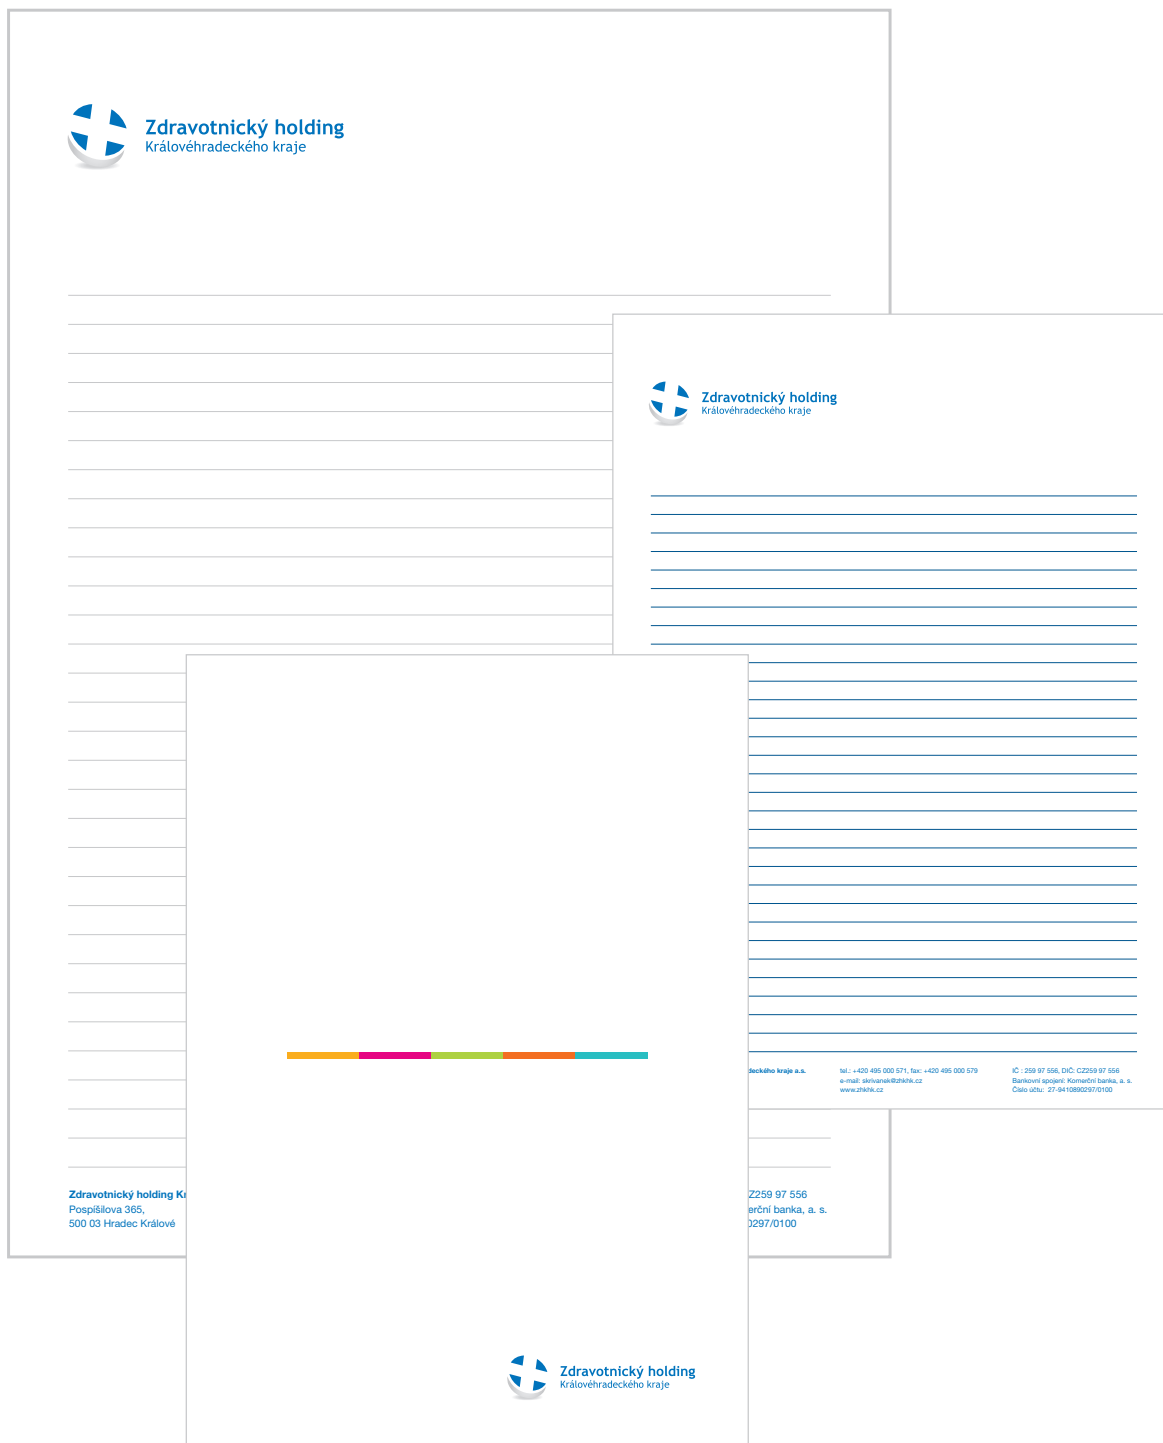 Zdravotnický holding
Královéhradeckého kraje
Zdravotnický holding
Královéhradeckého kraje
kraje a.s.
tel.: +420 495 000 571, fax: +420 495 000 579
e-mail: skrivanek@zhkhk.cz
www.zhkhk.cz
IČ : 259 97 556, DIČ: CZ259 97 556
Bankovní spojení: Komerční banka, a. s.
Číslo účtu: 27-9410890297/0100
Zdravotnický holding
Pospíšilova 365,
500 03 Hradec Králové
Z259 97 556
banka, a. s.
0297/0100
Zdravotnický holding
Královéhradeckého kraje